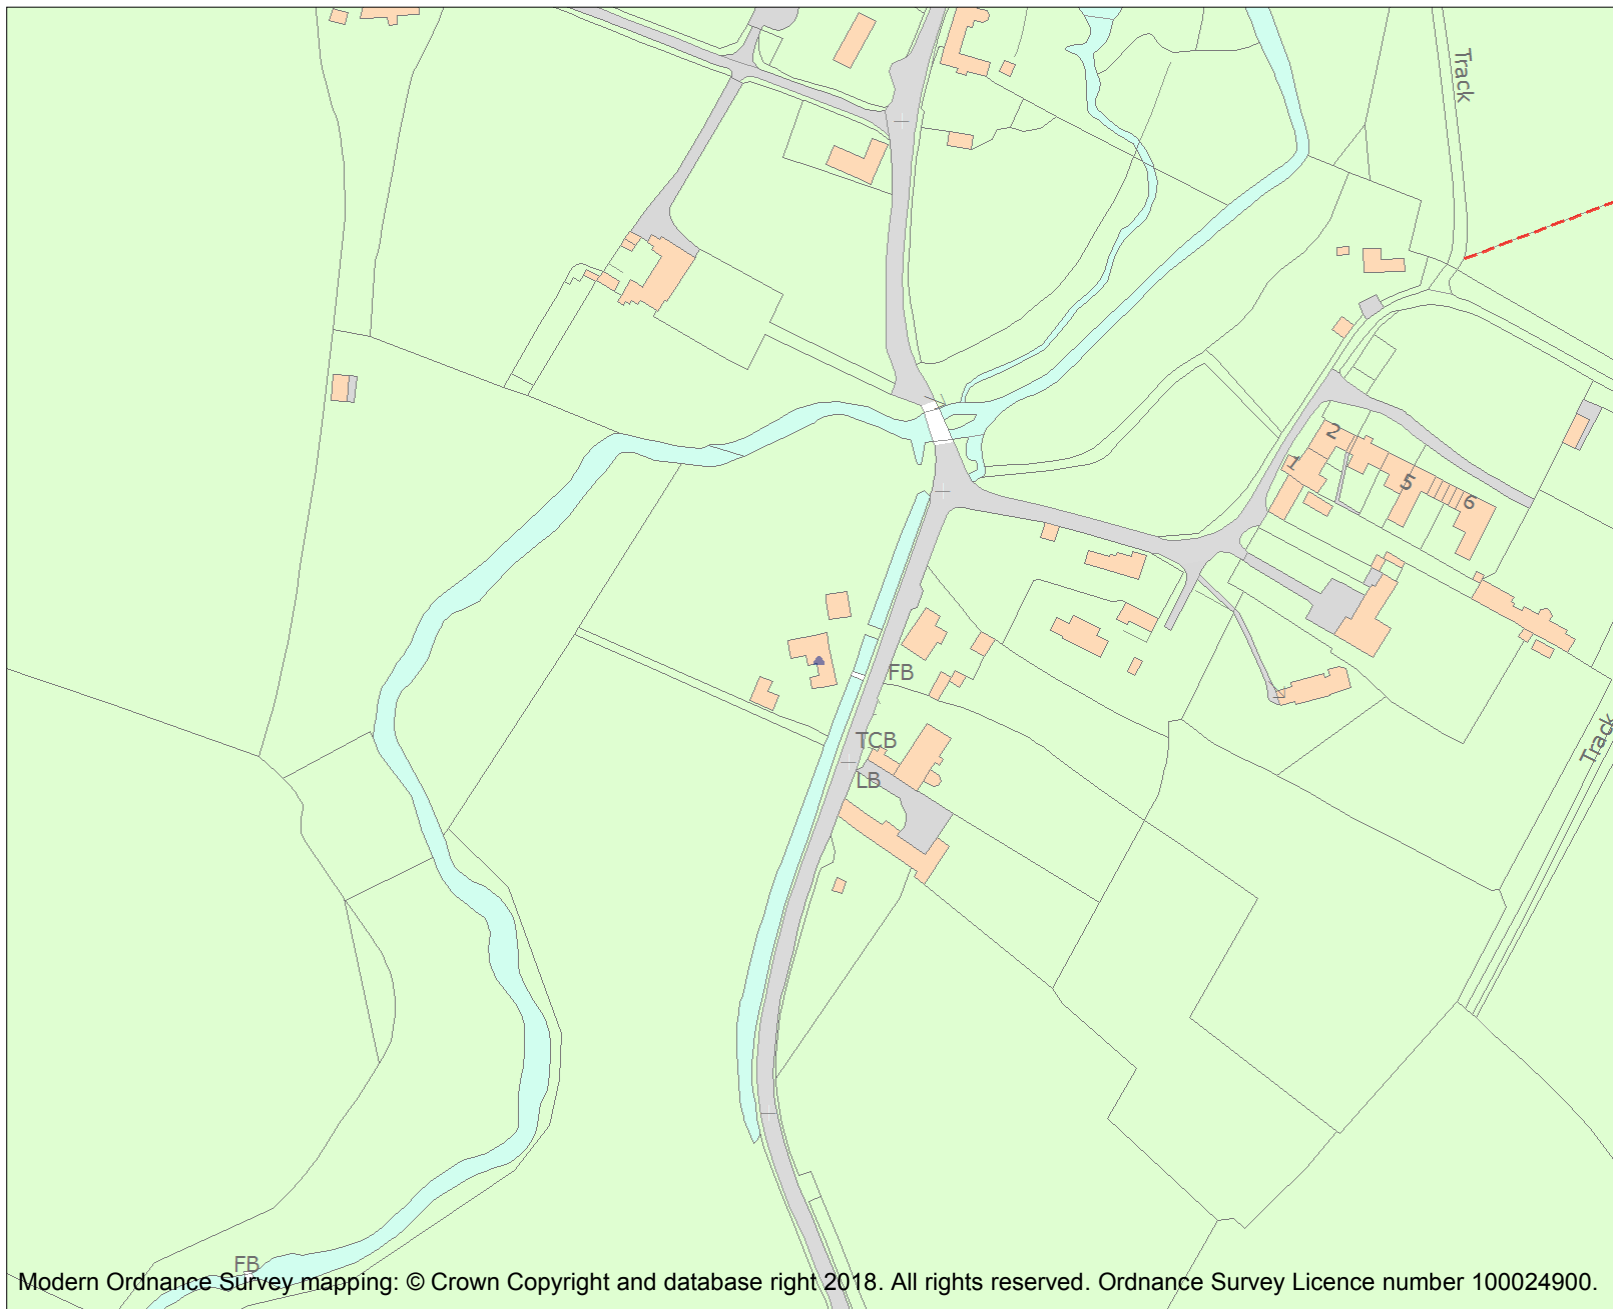 Track
2
1
5
6
FB
TCB
LB
Track
FB
Modern Ordnance Survey mapping: © Crown Copyright and database right 2018. All rights reserved. Ordnance Survey Licence number 100024900.